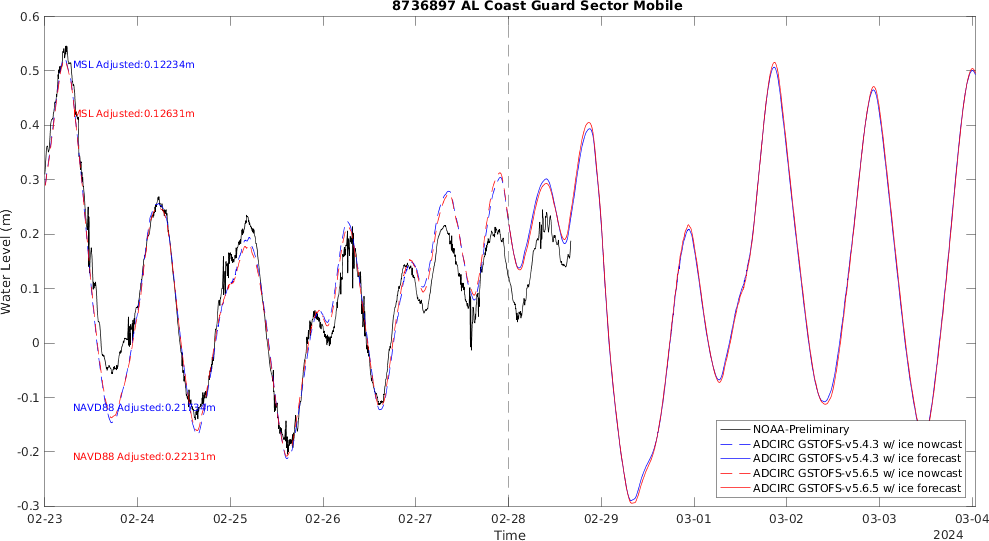 8736897 AL Coast Guard Sector Mobile
0.6
0.5
0.4
0.3
0.2
0.1
0
-0.1
-0.2
-0.3
Water Level (m)
MSL Adjusted:0.12234m
MSL Adjusted:0.12631m
NAVD88 Adjusted:
NAVD88 Adjusted:0.22131m
NOAA-Preliminary
ADCIRC GSTOFS-v5.4.3 w/ ice nowcast
ADCIRC GSTOFS-v5.4.3 w/ ice forecast
ADCIRC GSTOFS-v5.6.5 w/ ice nowcast
ADCIRC GSTOFS-v5.6.5 w/ ice forecast
02-23 02-24 02-25 02-26 02-27 02-28 02-29 03-01 03-02 03-03 03-04
Time
2024